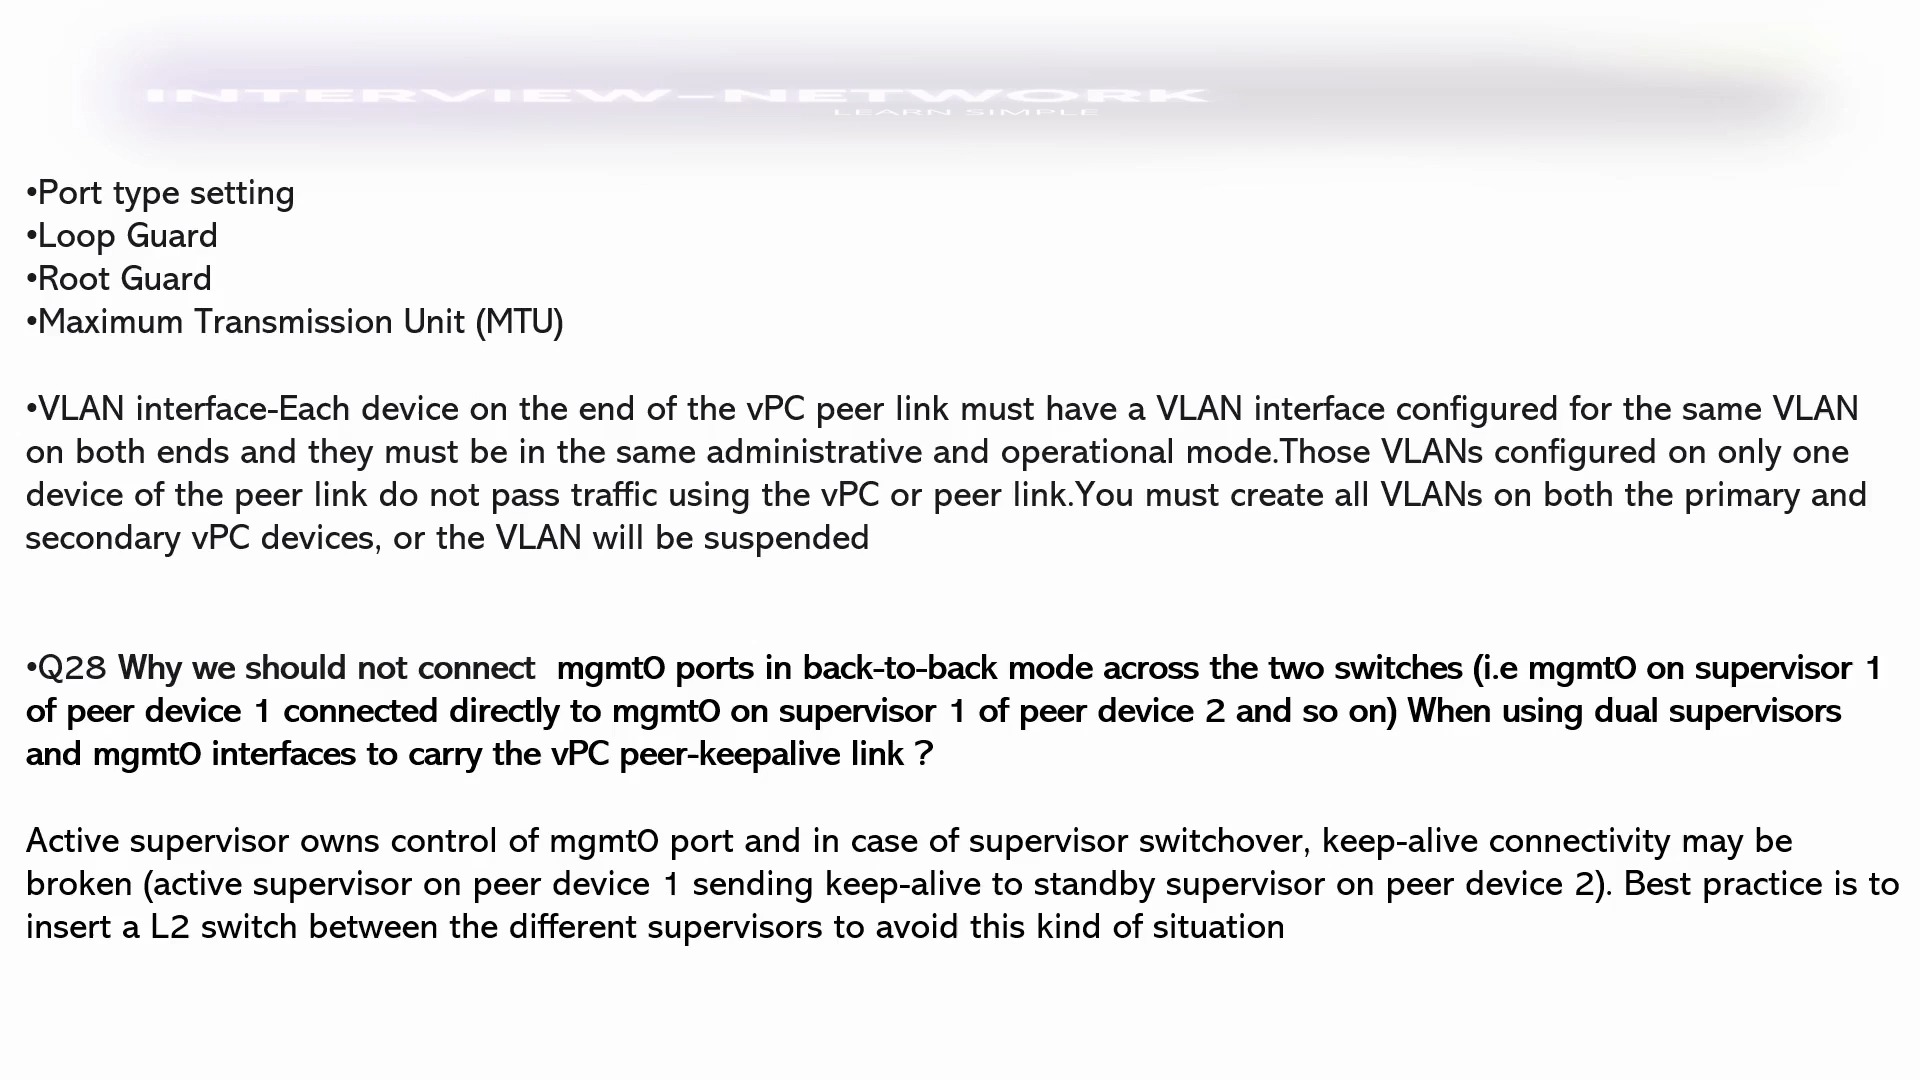 INTERVIEW-NETWORK
LEARN SIMPLE
•Port type setting
•Loop Guard
•Root Guard
•Maximum Transmission Unit (MTU)
•VLAN interface-Each device on the end of the vPC peer link must have a VLAN interface configured for the same VLAN
on both ends and they must be in the same administrative and operational mode.Those VLANs configured on only one
device of the peer link do not pass traffic using the vPC or peer link.You must create all VLANs on both the primary and
secondary vPC devices, or the VLAN will be suspended
•Q28 Why we should not connect  mgmt0 ports in back-to-back mode across the two switches (i.e mgmt0 on supervisor 1
of peer device 1 connected directly to mgmt0 on supervisor 1 of peer device 2 and so on) When using dual supervisors
and mgmt0 interfaces to carry the vPC peer-keepalive link ?
Active supervisor owns control of mgmt0 port and in case of supervisor switchover, keep-alive connectivity may be
broken (active supervisor on peer device 1 sending keep-alive to standby supervisor on peer device 2). Best practice is to
insert a L2 switch between the different supervisors to avoid this kind of situation